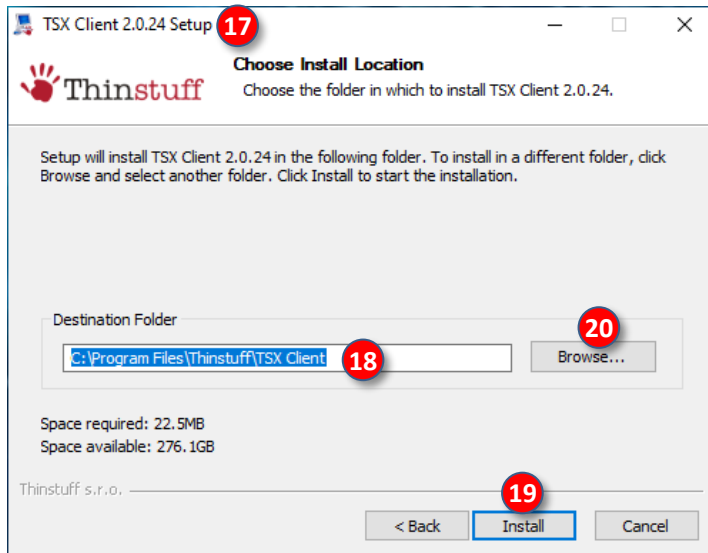 TSX Client 2.0.24 Setup 17
Thinstuff
Choose Install Location
Choose the folder in which to install TSX Client 2.0.24.
Setup will install TSX Client 2.0.24 in the following folder. To install in a different folder, click
Browse and select another folder. Click Install to start the installation.
Destination Folder
20
C:\Program Files\Thinstuff\TSX Client 18 Browse...
Space required: 22.5MB
Space available: 276.1GB
Thinstuff s.r.o.
19
< Back Install Cancel